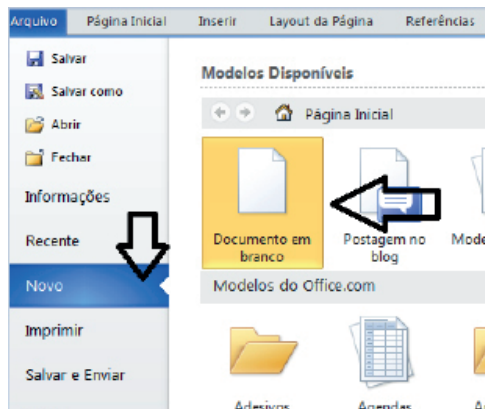 Arquivo Página Inicial Inserir Layout da Página Referências
Salvar
Salvar como
Abrir
Fechar
Informações
Recente
Novo
Imprimir
Salvar e Enviar
Modelos Disponíveis
Página Inicial
Documento em branco
Postagem no blog
Mode
Modelos do Office.com
Adesivos
Agendas